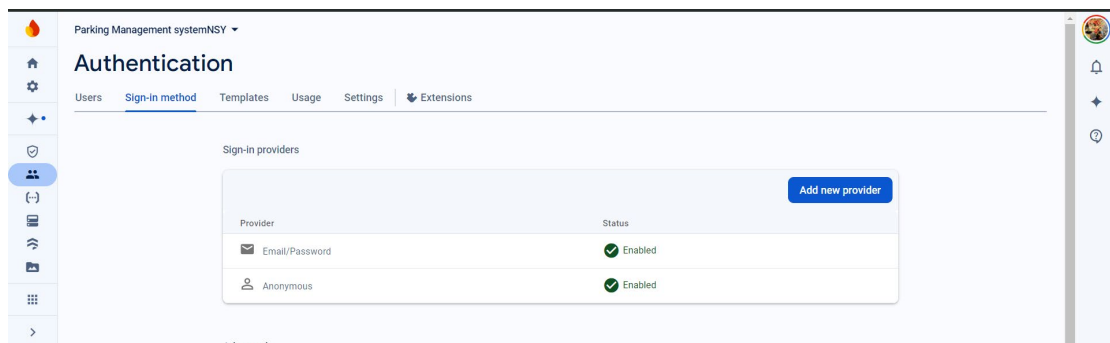 Parking Management systemNSY
Authentication
Users Sign-in method Templates Usage Settings Extensions
Sign-in providers
Add new provider
Provider Status
Email/Password Enabled
Anonymous Enabled